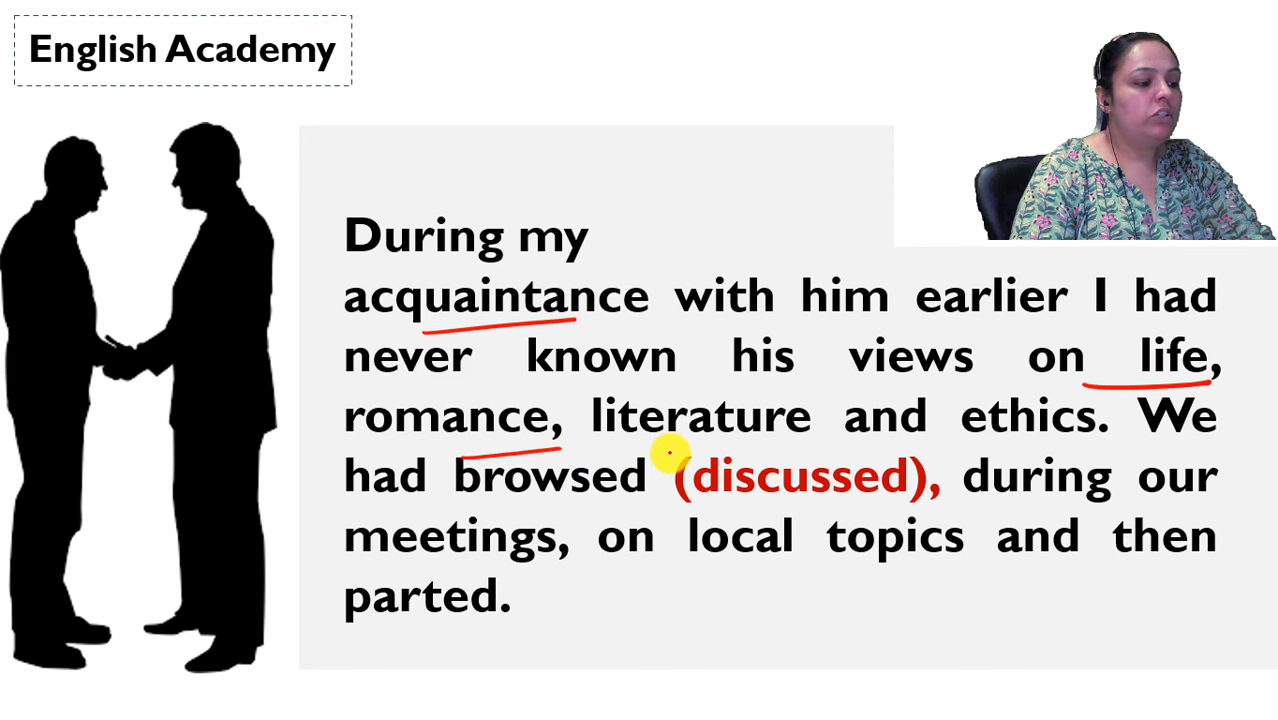 English Academy
During my
acquaintance with him earlier I had
never known his views on life,
romance, literature and ethics. We
had browsed (discussed), during our
meetings, on local topics and then
parted.